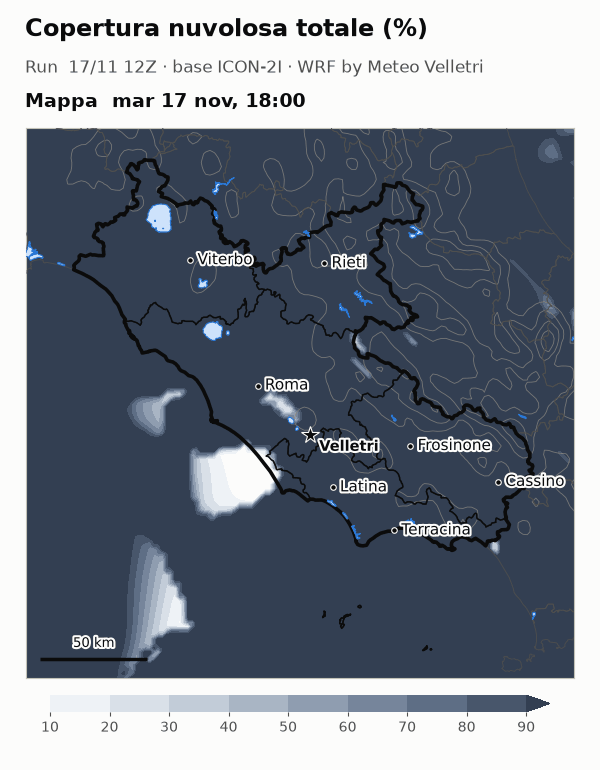 Copertura nuvolosa totale (%)
Run  17/11 12Z · base ICON-2I · WRF by Meteo Velletri
Mappa  mar 17 nov, 18:00
Viterbo
Rieti
Roma
Velletri
Frosinone
Latina
Cassino
Terracina
50 km
10 20 30 40 50 60 70 80 90